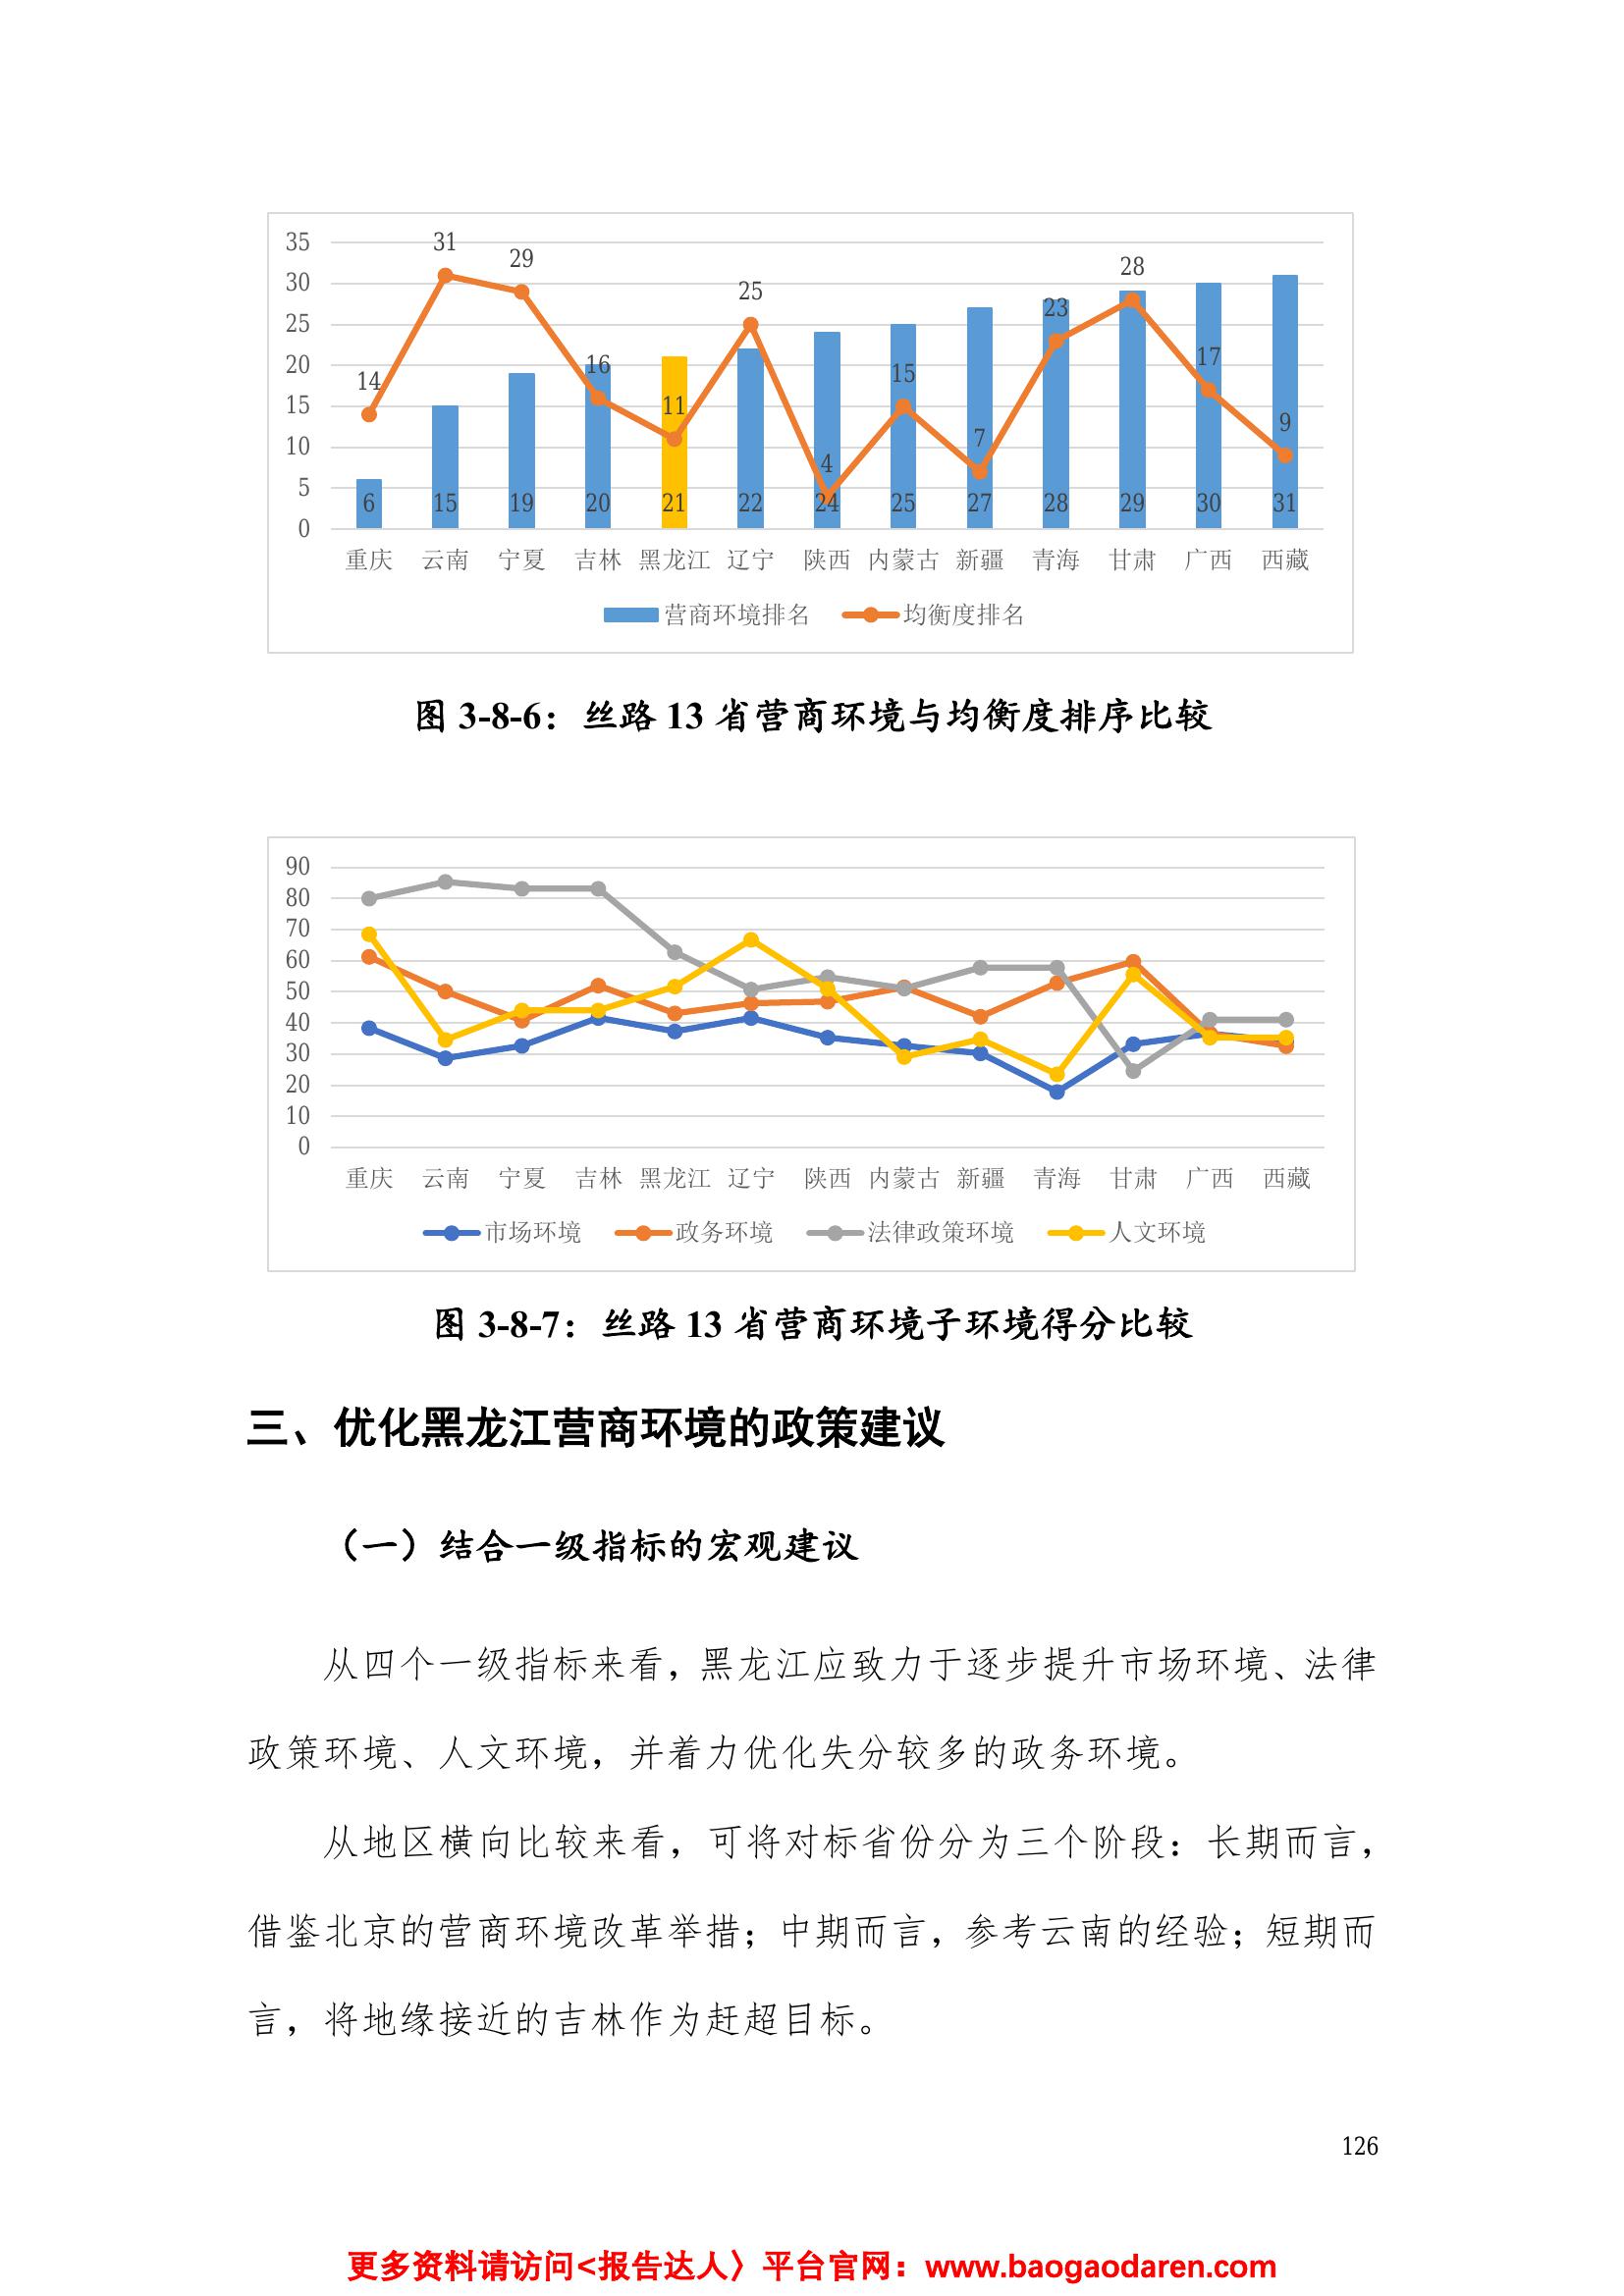 35
30
25
20
15
10
5
0
14 31 29 16 11 25 4 15 7 23 28 17 9
6 15 19 20 21 22 24 25 27 28 29 30 31
重庆 云南 宁夏 吉林 黑龙江 辽宁 陕西 内蒙古 新疆 青海 甘肃 广西 西藏
营商环境排名 均衡度排名
图 3-8-6：丝路 13 省营商环境与均衡度排序比较
90
80
70
60
50
40
30
20
10
0
重庆 云南 宁夏 吉林 黑龙江 辽宁 陕西 内蒙古 新疆 青海 甘肃 广西 西藏
市场环境 政务环境 法律政策环境 人文环境
图 3-8-7：丝路 13 省营商环境子环境得分比较
三、优化黑龙江营商环境的政策建议
（一）结合一级指标的宏观建议
从四个一级指标来看，黑龙江应致力于逐步提升市场环境、法律
政策环境、人文环境，并着力优化失分较多的政务环境。
从地区横向比较来看，可将对标省份分为三个阶段：长期而言，
借鉴北京的营商环境改革举措；中期而言，参考云南的经验；短期而
言，将地缘接近的吉林作为赶超目标。
126
更多资料请访问<报告达人〉平台官网：www.baogaodaren.com